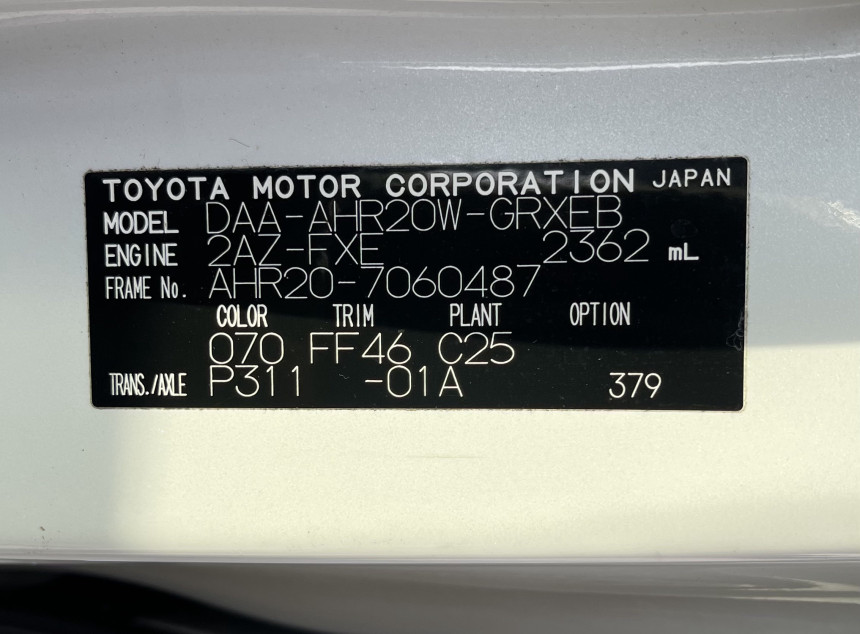 TOYOTA MOTOR CORPORATION JAPAN
MODEL DAA-AHR20W-GRXEB
ENGINE 2AZ-FXE 2362 mL
FRAME No. AHR20-7060487
COLOR TRIM PLANT OPTION
070 FF46 C25
TRANS./AXLE P311 -01A 379